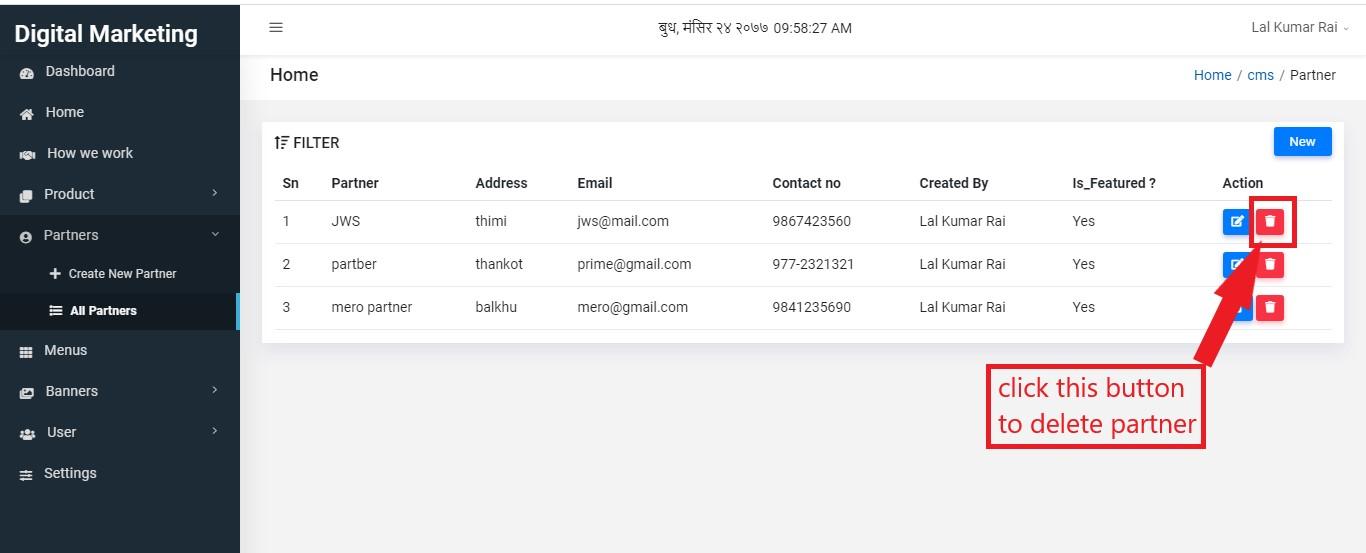 Digital Marketing
बुध, मंसिर २४ २०७७ 09:58:27 AM
Lal Kumar Rai
Dashboard
Home
How we work
Product
Partners
Create New Partner
All Partners
Menus
Banners
User
Settings
Home
Home / cms / Partner
FILTER
New
Sn Partner Address Email Contact no Created By Is_Featured ? Action
1 JWS thimi jws@mail.com 9867423560 Lal Kumar Rai Yes
2 partber thankot prime@gmail.com 977-2321321 Lal Kumar Rai Yes
3 mero partner balkhu mero@gmail.com 9841235690 Lal Kumar Rai Yes
click this button
to delete partner